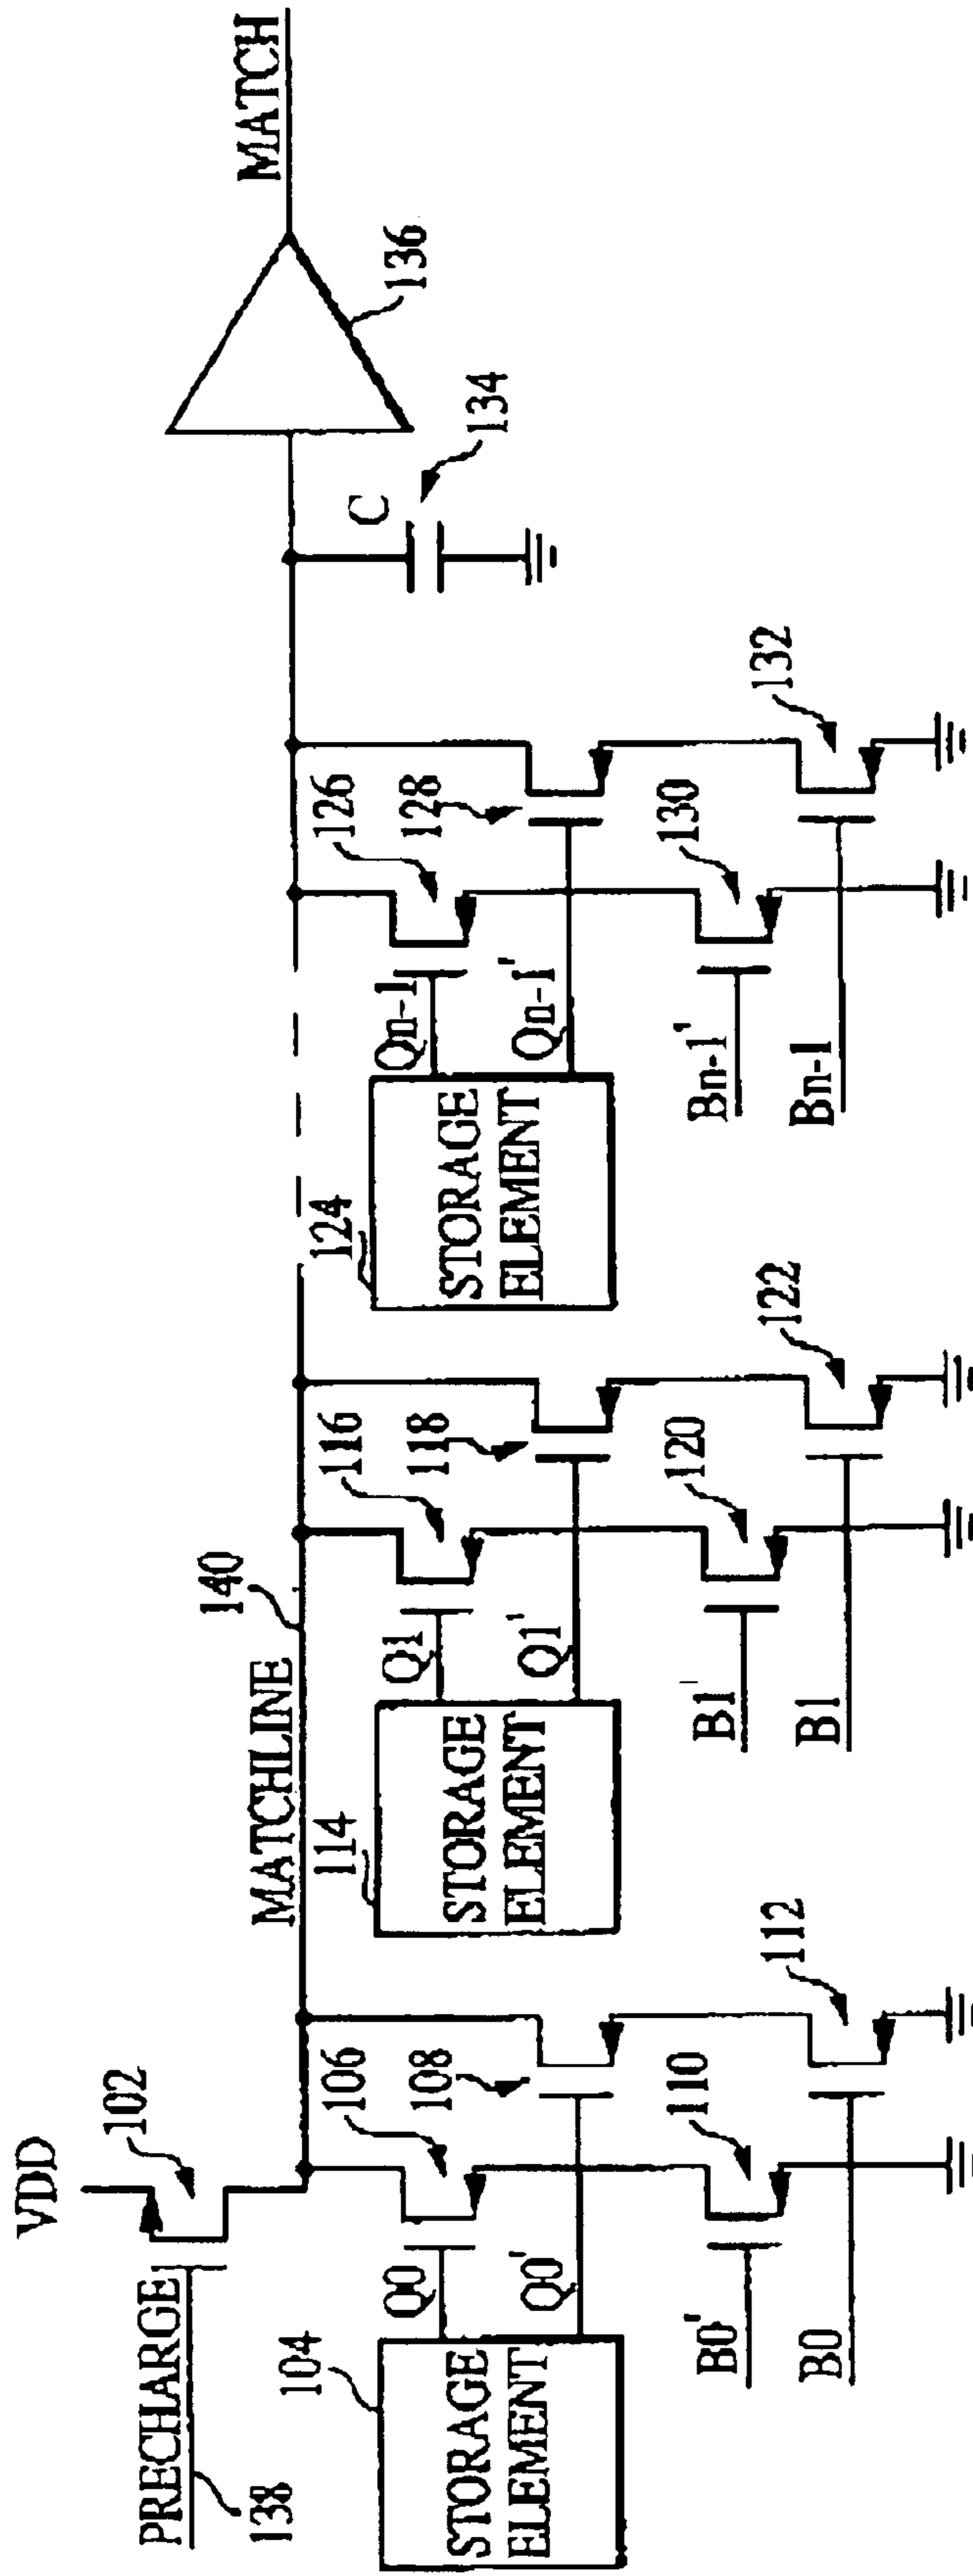 VDD
PRECHARGE
138
102
MATCHLINE
140
MATCH
136
C
134
104
STORAGE
ELEMENT
Q0
Q0'
106
108
110
112
B0'
B0
114
STORAGE
ELEMENT
Q1
Q1'
116
118
120
122
B1'
B1
124
STORAGE
ELEMENT
Qn-1
Qn-1'
126
128
130
132
Bn-1'
Bn-1